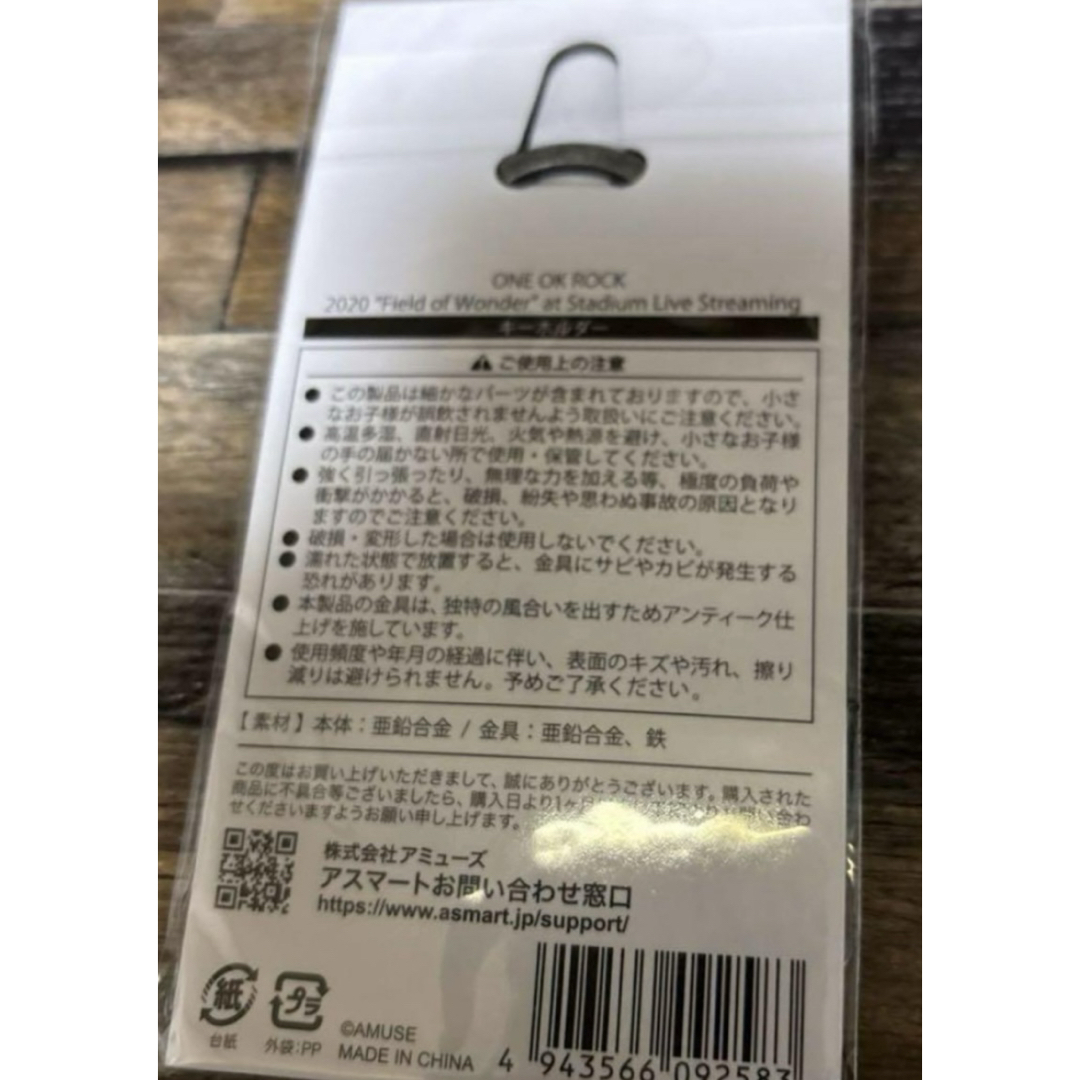 ONE OK ROCK
2020 "Field of Wonder" at Stadium Live Streaming
キーホルダー
ご使用上の注意
● この製品は細かなパーツが含まれておりますので、小さ
なお子様が誤飲されませんよう取扱いにご注意ください。
● 高温多湿、直射日光、火気や熱源を避け、小さなお子様
の手の届かない所で使用・保管してください。
● 強く引っ張ったり、無理な力を加える等、極度の負荷や
衝撃がかかると、破損、紛失や思わぬ事故の原因となり
ますのでご注意ください。
● 破損・変形した場合は使用しないでください。
● 濡れた状態で放置すると、金具にサビやカビが発生する
恐れがあります。
● 本製品の金具は、独特の風合いを出すためアンティーク仕
上げを施しています。
● 使用頻度や年月の経過に伴い、表面のキズや汚れ、擦り
減りは避けられません。予めご了承ください。
【素材】本体：亜鉛合金 / 金具：亜鉛合金、鉄
この度はお買い上げいただきまして、誠にありがとうございます。購入された
商品に不具合等ございましたら、購入日より1ヶ月 お問い合わ
せくださいますようお願い申し上げます。
株式会社アミューズ
アスマートお問い合わせ窓口
https://www.asmart.jp/support/
紙
台紙
プラ
外袋:PP
©AMUSE
MADE IN CHINA
4 943566 092583